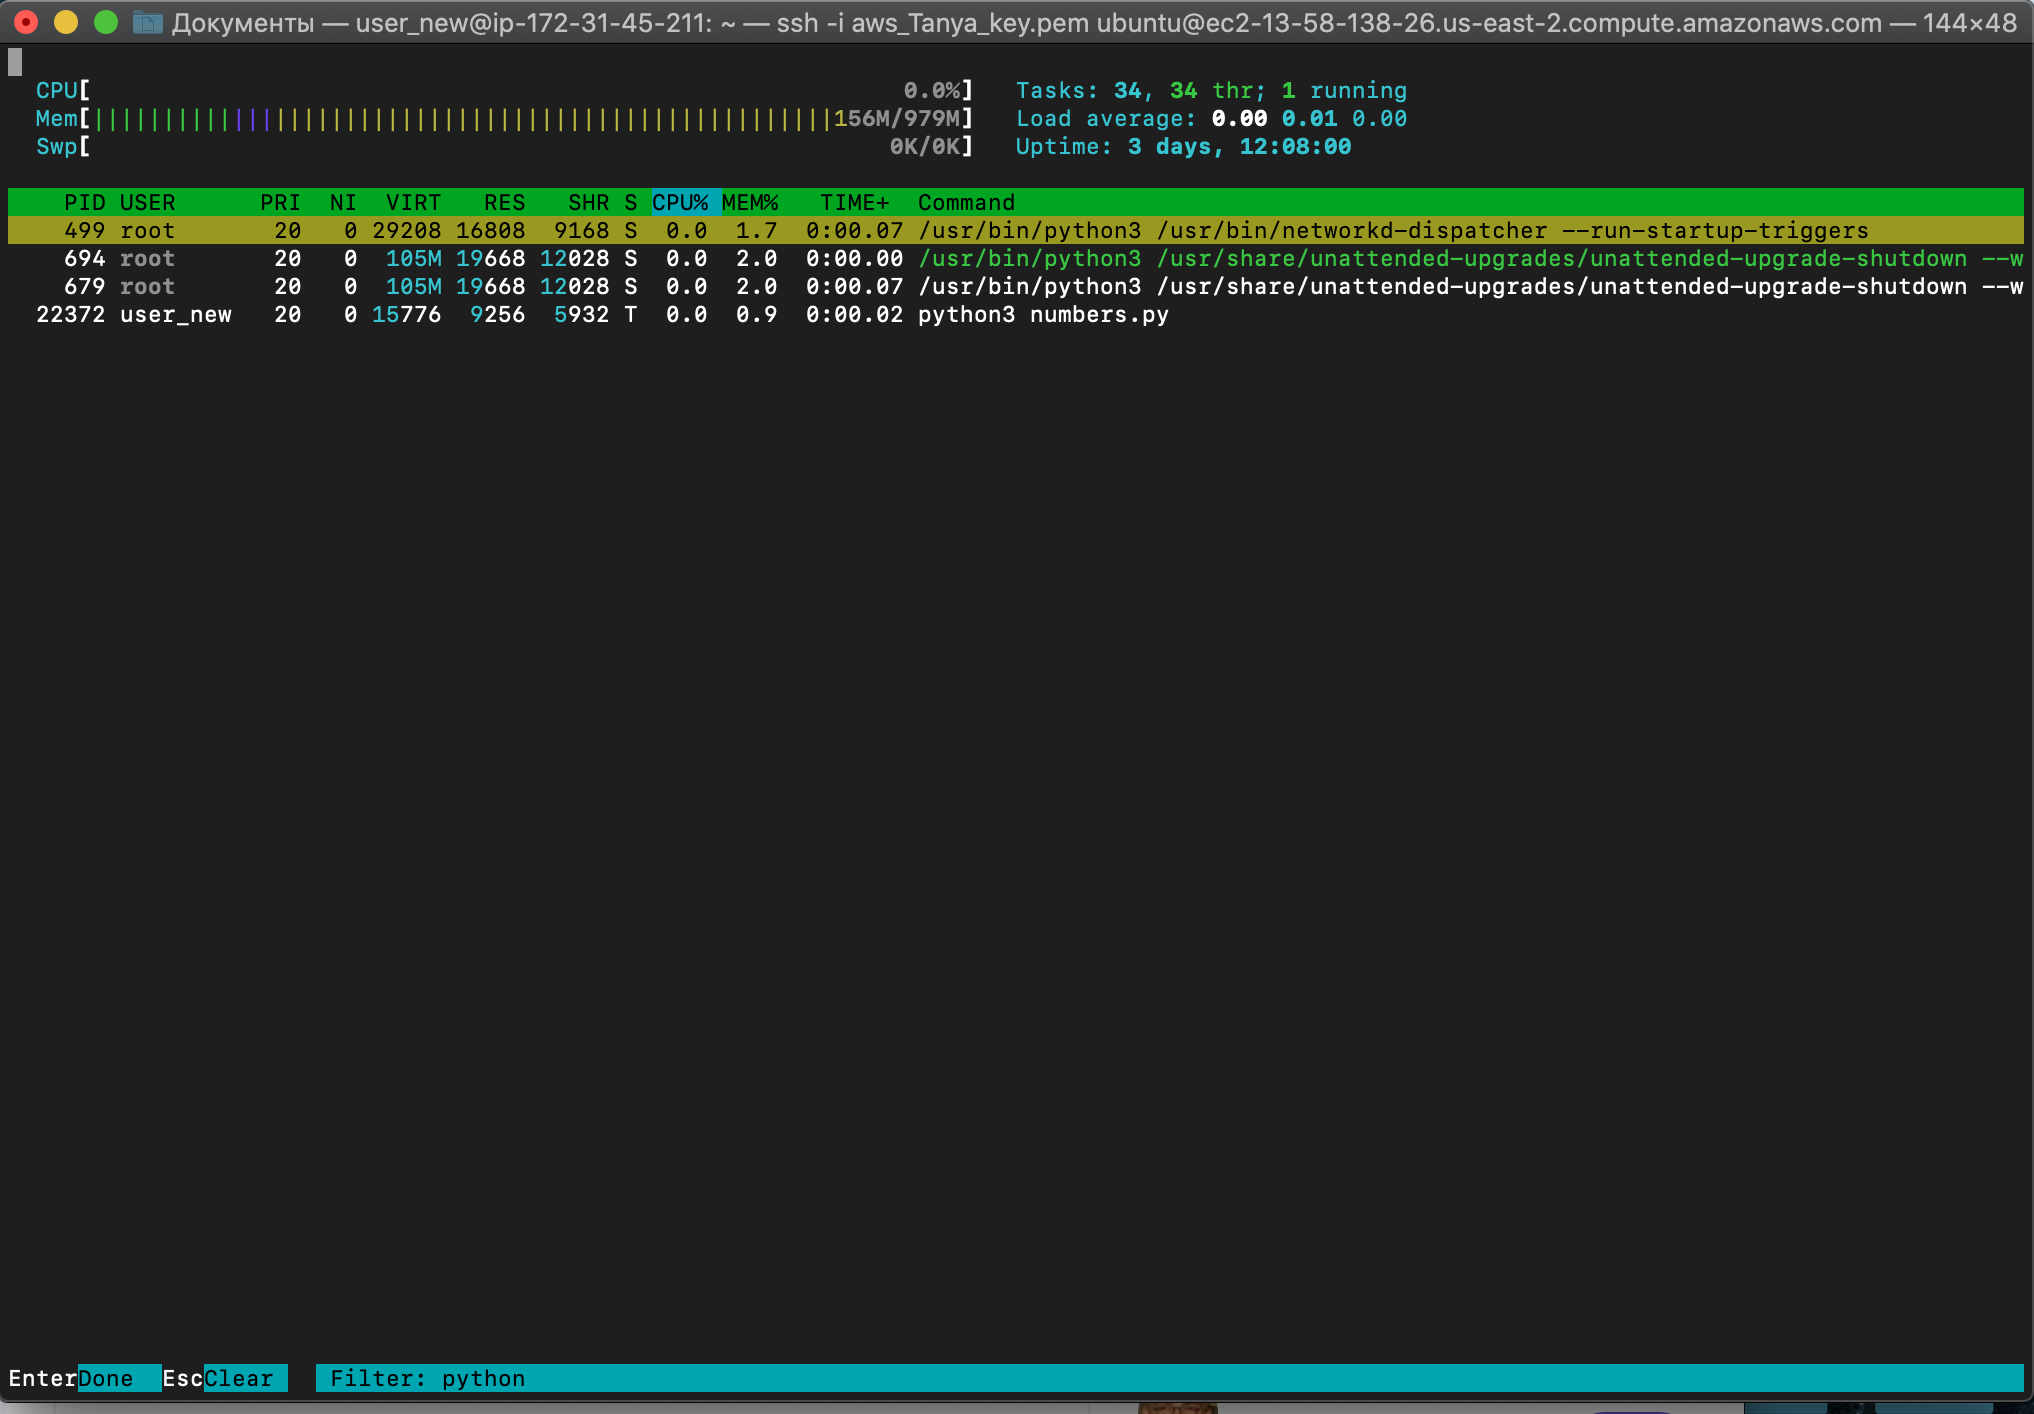 Документы — user_new@ip-172-31-45-211: ~ — ssh -i aws_Tanya_key.pem ubuntu@ec2-13-58-138-26.us-east-2.compute.amazonaws.com — 144×48
CPU[ 0.0%] Tasks: 34, 34 thr; 1 running
Mem[|||||||||||||||||||||||||||||||||||||||||||||||||||||156M/979M] Load average: 0.00 0.01 0.00
Swp[ 0K/0K] Uptime: 3 days, 12:08:00
PID USER PRI NI VIRT RES SHR S CPU% MEM% TIME+ Command
499 root 20 0 29208 16808 9168 S 0.0 1.7 0:00.07 /usr/bin/python3 /usr/bin/networkd-dispatcher --run-startup-triggers
694 root 20 0 105M 19668 12028 S 0.0 2.0 0:00.00 /usr/bin/python3 /usr/share/unattended-upgrades/unattended-upgrade-shutdown --w
679 root 20 0 105M 19668 12028 S 0.0 2.0 0:00.07 /usr/bin/python3 /usr/share/unattended-upgrades/unattended-upgrade-shutdown --w
22372 user_new 20 0 15776 9256 5932 T 0.0 0.9 0:00.02 python3 numbers.py
EnterDone EscClear Filter: python